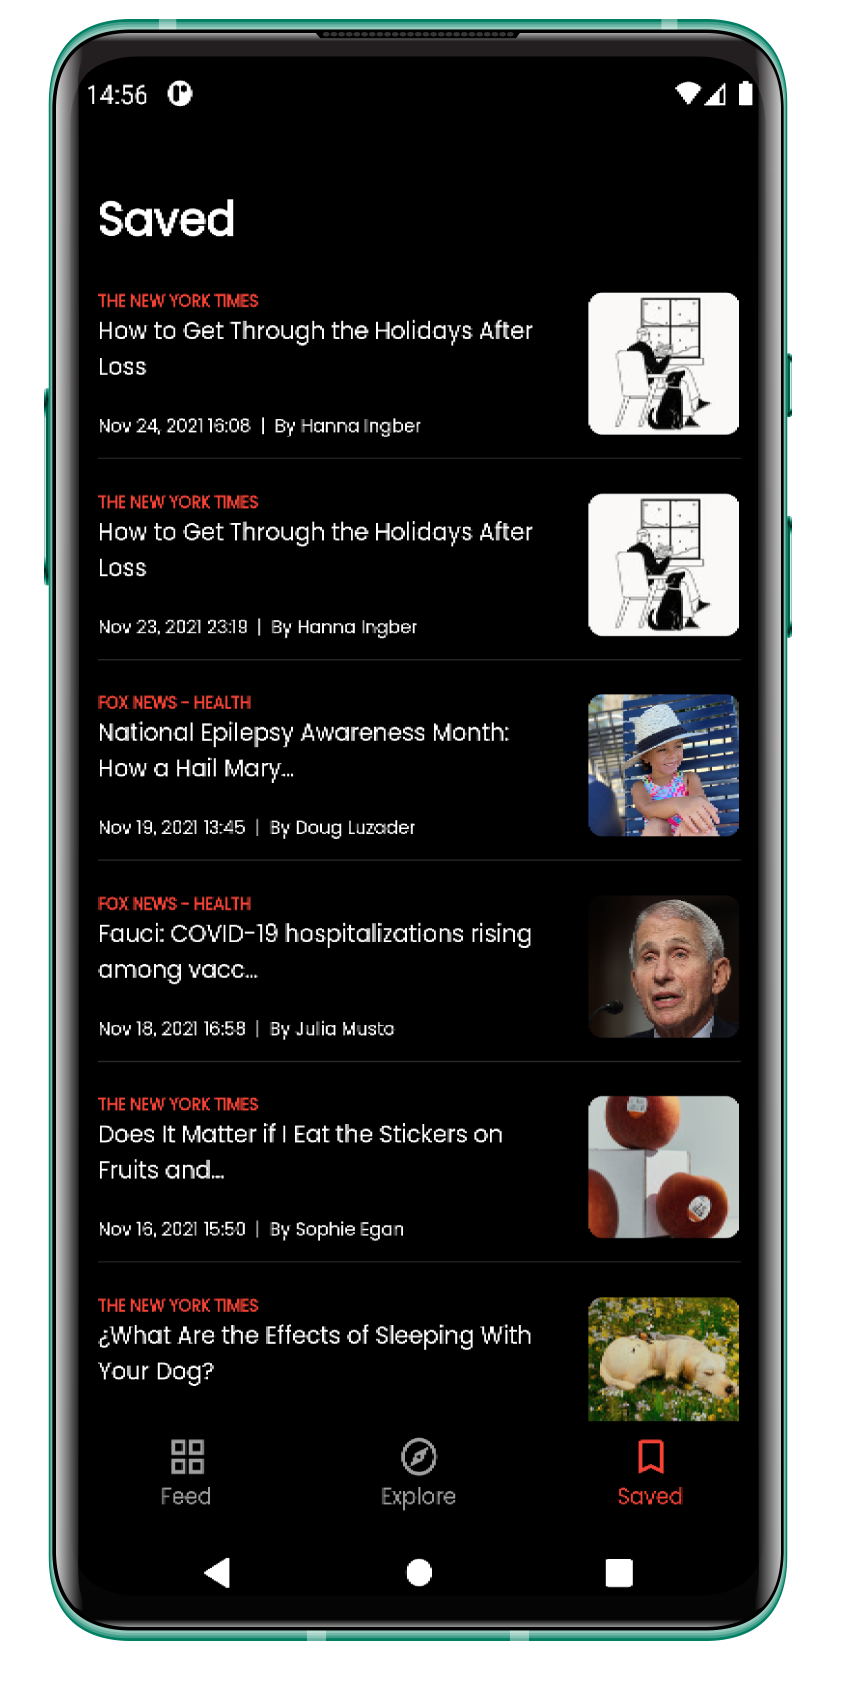 14:56
Saved
THE NEW YORK TIMES
How to Get Through the Holidays After
Loss
Nov 24, 2021 16:08 | By Hanna Ingber
THE NEW YORK TIMES
How to Get Through the Holidays After
Loss
Nov 23, 2021 23:19 | By Hanna Ingber
FOX NEWS - HEALTH
National Epilepsy Awareness Month:
How a Hail Mary...
Nov 19, 2021 13:45 | By Doug Luzader
FOX NEWS - HEALTH
Fauci: COVID-19 hospitalizations rising
among vacc...
Nov 18, 2021 16:58 | By Julia Musto
THE NEW YORK TIMES
Does It Matter if I Eat the Stickers on
Fruits and...
Nov 16, 2021 15:50 | By Sophie Egan
THE NEW YORK TIMES
¿What Are the Effects of Sleeping With
Your Dog?
Feed
Explore
Saved